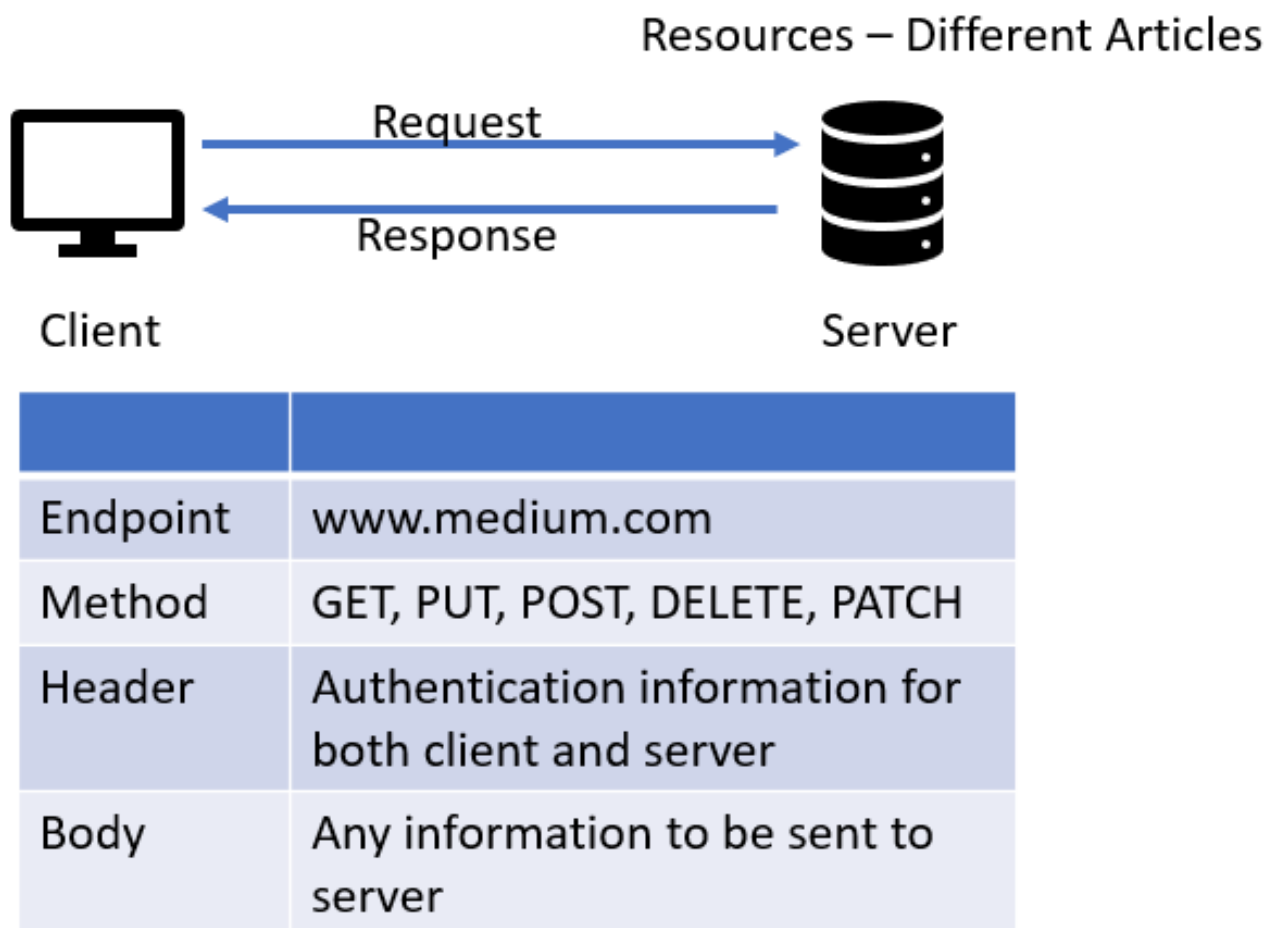 Resources – Different Articles
Request
Response
Client
Server
Endpoint
www.medium.com
Method
GET, PUT, POST, DELETE, PATCH
Header
Authentication information for
both client and server
Body
Any information to be sent to
server